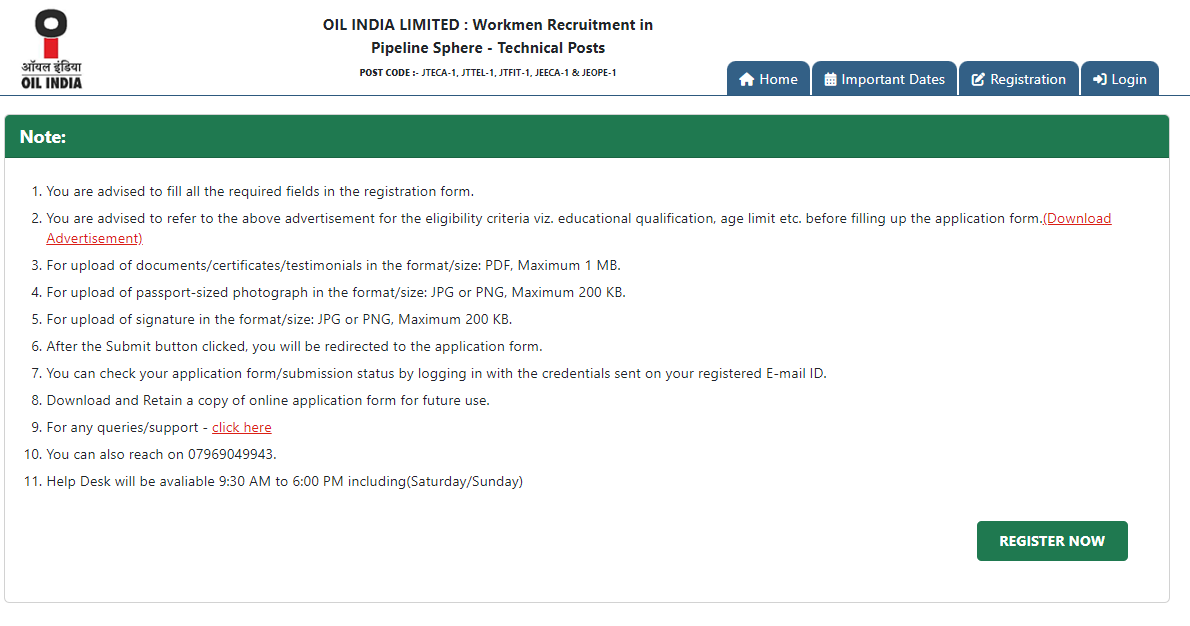 ऑयल इंडिया
OIL INDIA
OIL INDIA LIMITED : Workmen Recruitment in
Pipeline Sphere - Technical Posts
POST CODE :- JTECA-1, JTTEL-1, JTFIT-1, JEECA-1 & JEOPE-1
Home Important Dates Registration Login
Note:
1. You are advised to fill all the required fields in the registration form.
2. You are advised to refer to the above advertisement for the eligibility criteria viz. educational qualification, age limit etc. before filling up the application form.(Download
Advertisement)
3. For upload of documents/certificates/testimonials in the format/size: PDF, Maximum 1 MB.
4. For upload of passport-sized photograph in the format/size: JPG or PNG, Maximum 200 KB.
5. For upload of signature in the format/size: JPG or PNG, Maximum 200 KB.
6. After the Submit button clicked, you will be redirected to the application form.
7. You can check your application form/submission status by logging in with the credentials sent on your registered E-mail ID.
8. Download and Retain a copy of online application form for future use.
9. For any queries/support - click here
10. You can also reach on 07969049943.
11. Help Desk will be avaliable 9:30 AM to 6:00 PM including(Saturday/Sunday)
REGISTER NOW